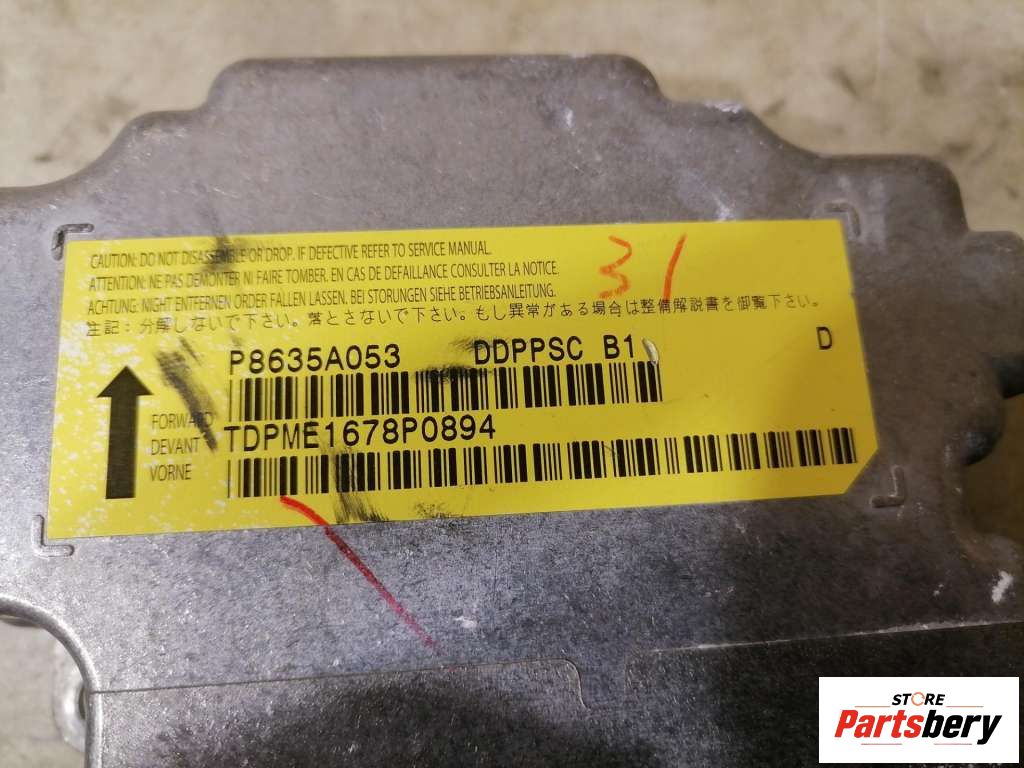 CAUTION: DO NOT DISASSEMBLE OR DROP. IF DEFECTIVE REFER TO SERVICE MANUAL.
ATTENTION: NE PAS DEMONTER NI FAIRE TOMBER. EN CAS DE DEFAILLANCE CONSULTER LA NOTICE.
ACHTUNG: NIGHT ENTFERNEN ORDER FALLEN LASSEN. BEI STORUNGEN SIEHE BETRIEBSANLEITUNG.
注記: 分解しないで下さい。落とさないで下さい。もし異常がある場合は整備解説書を御覧下さい。
31
P8635A053 DDPPSC B1 D
FORWARD
DEVANT
VORNE
TDPME1678P0894
STORE
Partsbery